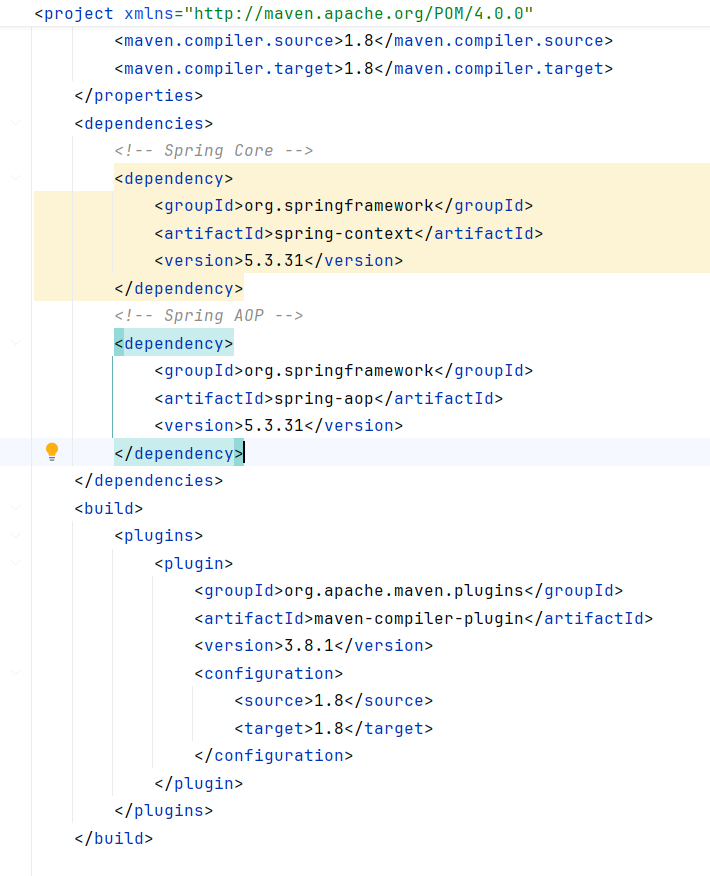 <project xmlns="http://maven.apache.org/POM/4.0.0"
<maven.compiler.source>1.8</maven.compiler.source>
<maven.compiler.target>1.8</maven.compiler.target>
</properties>
<dependencies>
<!-- Spring Core -->
<dependency>
<groupId>org.springframework</groupId>
<artifactId>spring-context</artifactId>
<version>5.3.31</version>
</dependency>
<!-- Spring AOP -->
<dependency>
<groupId>org.springframework</groupId>
<artifactId>spring-aop</artifactId>
<version>5.3.31</version>
</dependency>
</dependencies>
<build>
<plugins>
<plugin>
<groupId>org.apache.maven.plugins</groupId>
<artifactId>maven-compiler-plugin</artifactId>
<version>3.8.1</version>
<configuration>
<source>1.8</source>
<target>1.8</target>
</configuration>
</plugin>
</plugins>
</build>